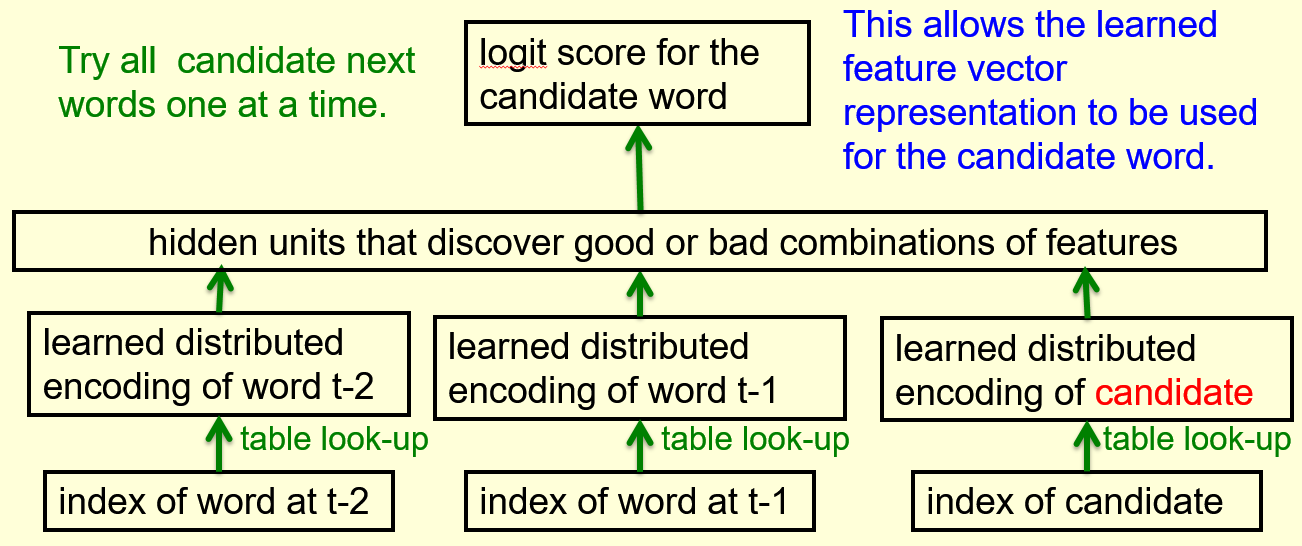 Try all  candidate next
words one at a time.
logit score for the
candidate word
This allows the learned
feature vector
representation to be used
for the candidate word.
hidden units that discover good or bad combinations of features
learned distributed
encoding of word t-2
learned distributed
encoding of word t-1
learned distributed
encoding of candidate
table look-up
table look-up
table look-up
index of word at t-2
index of word at t-1
index of candidate